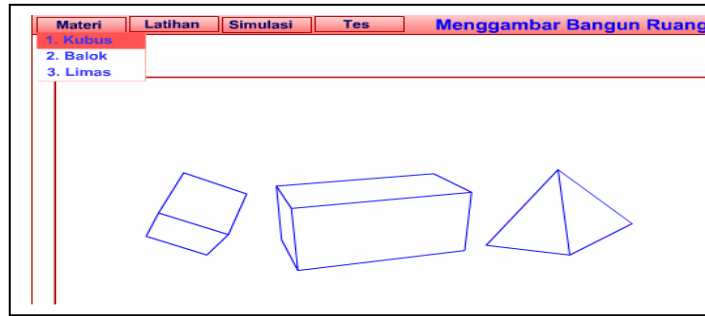 Materi Latihan Simulasi Tes Menggambar Bangun Ruang
1. Kubus
2. Balok
3. Limas